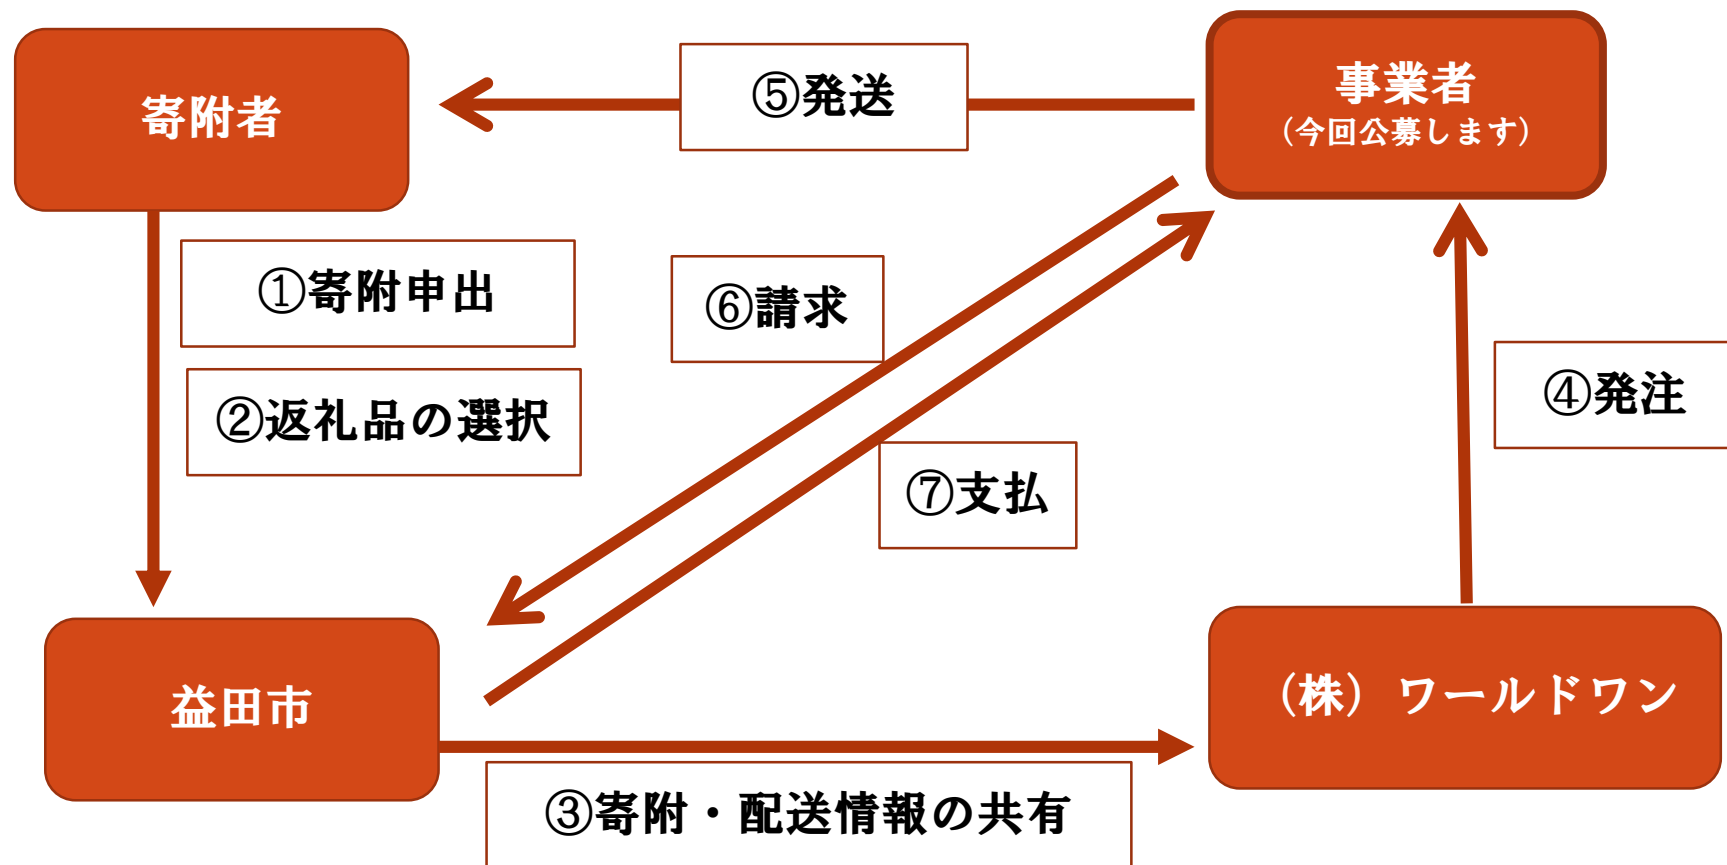 寄附者
⑤発送
事業者
（今回公募します）
①寄附申出
②返礼品の選択
⑥請求
⑦支払
④発注
益田市
（株）ワールドワン
③寄附・配送情報の共有